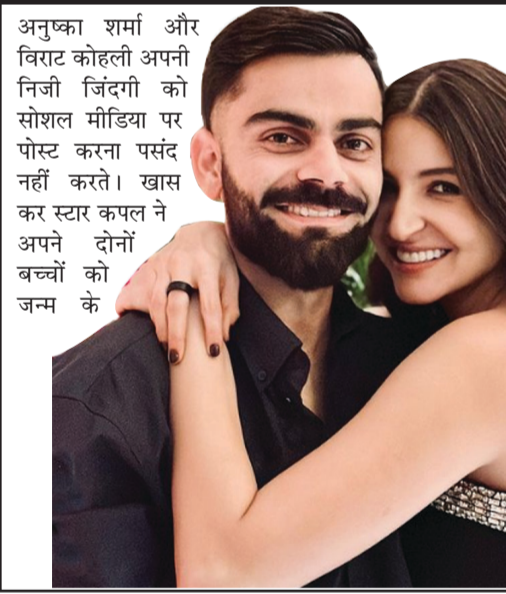 अनुष्का शर्मा और
विराट कोहली अपनी
निजी जिंदगी को
सोशल मीडिया पर
पोस्ट करना पसंद
नहीं करते। खास
कर स्टार कपल ने
अपने दोनों
बच्चों को
जन्म के